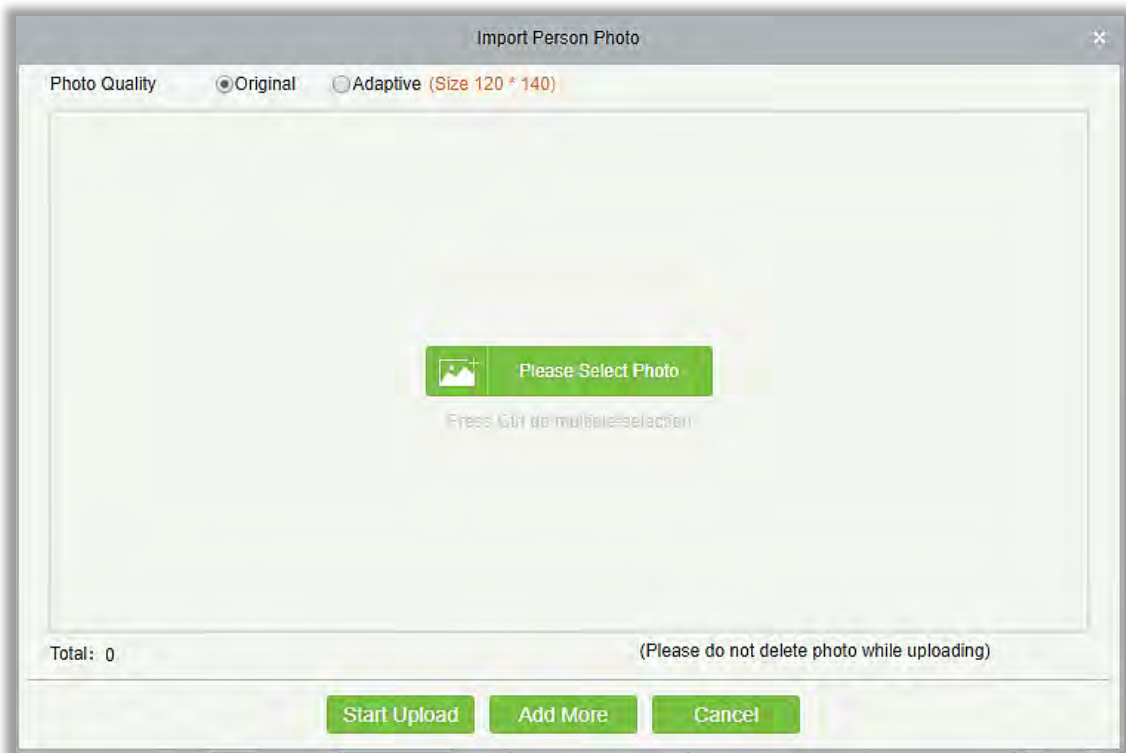 Import Person Photo
Photo Quality Original Adaptive (Size 120 * 140)
Please Select Photo
Press Ctrl do multiple selection
Total: 0 (Please do not delete photo while uploading)
Start Upload Add More Cancel